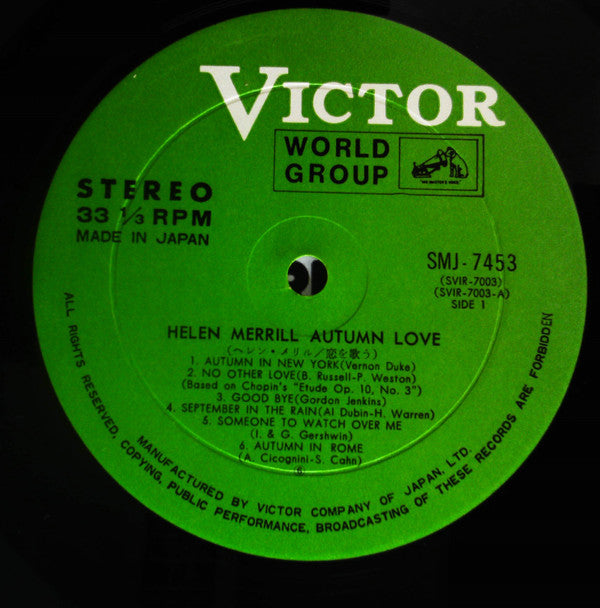 VICTOR
WORLD
GROUP
"HIS MASTER'S VOICE"
STEREO
33 1/3 RPM
MADE IN JAPAN
SMJ-7453
(SVIR-7003)
(SVIR-7003-A)
SIDE 1
HELEN MERRILL AUTUMN LOVE
(ヘレン・メリル/恋を歌う)
1. AUTUMN IN NEW YORK(Vernon Duke)
2. NO OTHER LOVE(B. Russell-P. Weston)
(Based on Chopin's "Etude Op. 10, No. 3")
3. GOOD BYE(Gordon Jenkins)
4. SEPTEMBER IN THE RAIN(Al Dubin-H. Warren)
5. SOMEONE TO WATCH OVER ME
(I. & G. Gershwin)
6. AUTUMN IN ROME
(A. Cicognini-S. Cahn)
MANUFACTURED BY VICTOR COMPANY OF JAPAN, LTD.
ALL RIGHTS RESERVED, COPYING, PUBLIC PERFORMANCE, BROADCASTING OF THESE RECORDS ARE FORBIDDEN